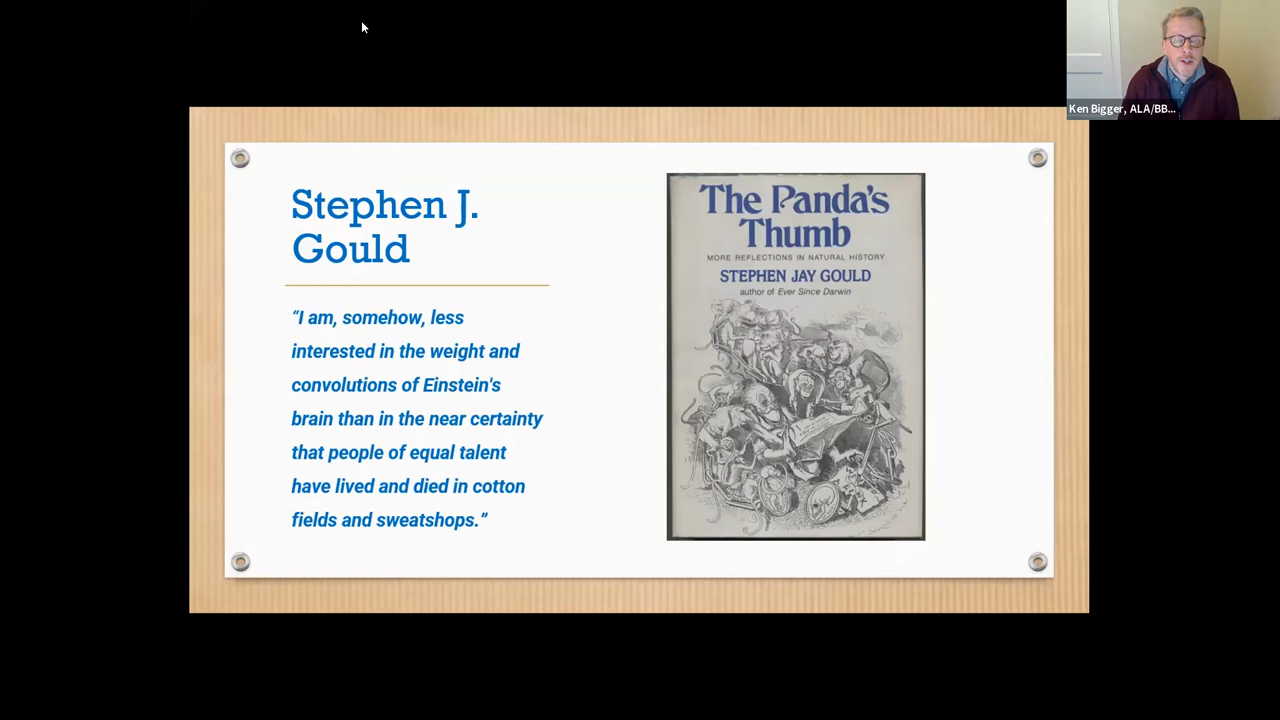 Ken Bigger, ALA/BB...
Stephen J.
Gould
“I am, somehow, less
interested in the weight and
convolutions of Einstein's
brain than in the near certainty
that people of equal talent
have lived and died in cotton
fields and sweatshops.”
The Panda's
Thumb
MORE REFLECTIONS IN NATURAL HISTORY
STEPHEN JAY GOULD
author of Ever Since Darwin